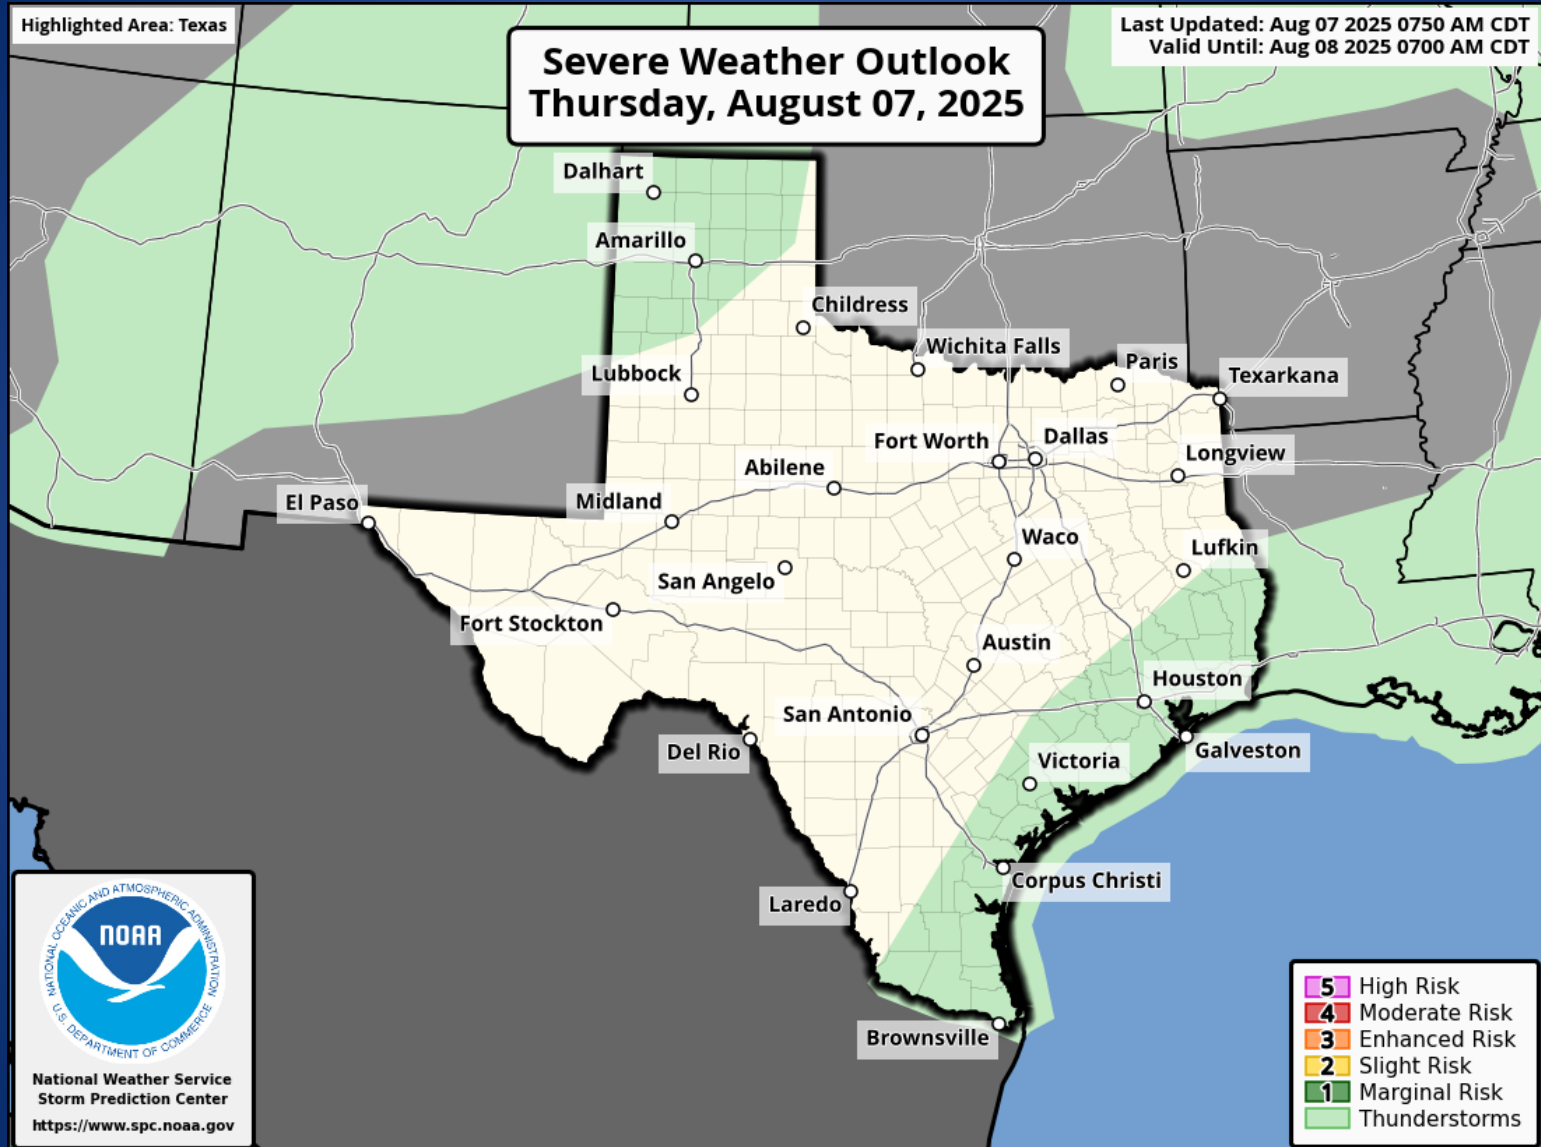 Highlighted Area: Texas
Last Updated: Aug 07 2025 0750 AM CDT
Valid Until: Aug 08 2025 0700 AM CDT
Severe Weather Outlook
Thursday, August 07, 2025
Dalhart
Amarillo
Childress
Wichita Falls
Paris
Texarkana
Lubbock
Fort Worth
Dallas
Longview
Abilene
Midland
El Paso
Waco
Lufkin
San Angelo
Fort Stockton
Austin
Houston
San Antonio
Del Rio
Galveston
Victoria
Corpus Christi
Laredo
Brownsville
NATIONAL OCEANIC AND ATMOSPHERIC ADMINISTRATION
NOAA
U.S. DEPARTMENT OF COMMERCE
National Weather Service
Storm Prediction Center
https://www.spc.noaa.gov
5 High Risk
4 Moderate Risk
3 Enhanced Risk
2 Slight Risk
1 Marginal Risk
Thunderstorms